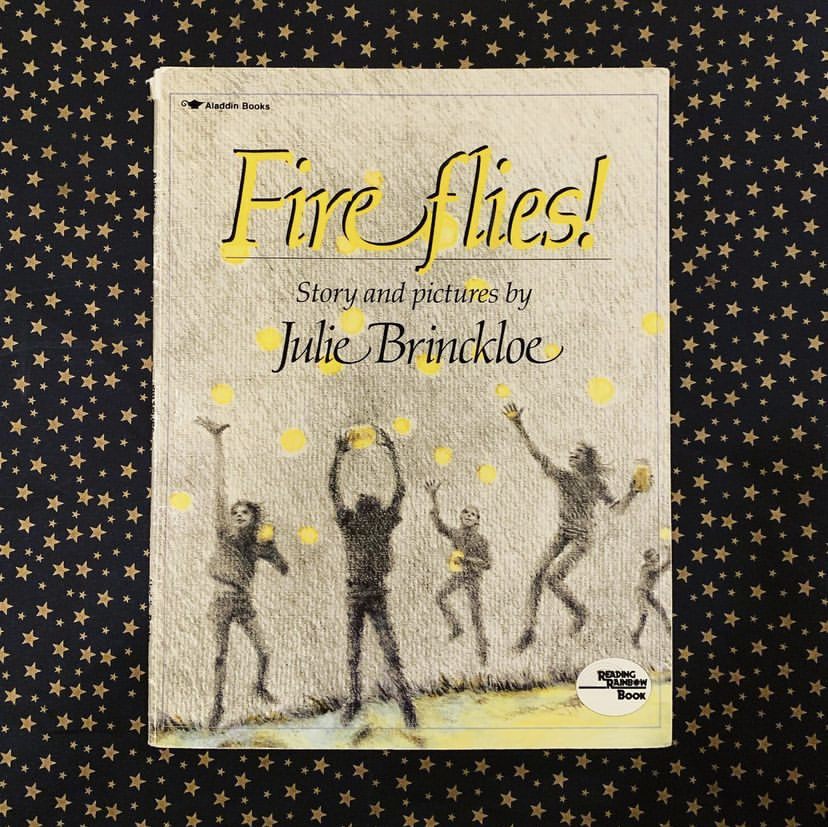 Aladdin Books
Fireflies!
Story and pictures by
Julie Brinckloe
READING
RAINBOW
BOOK